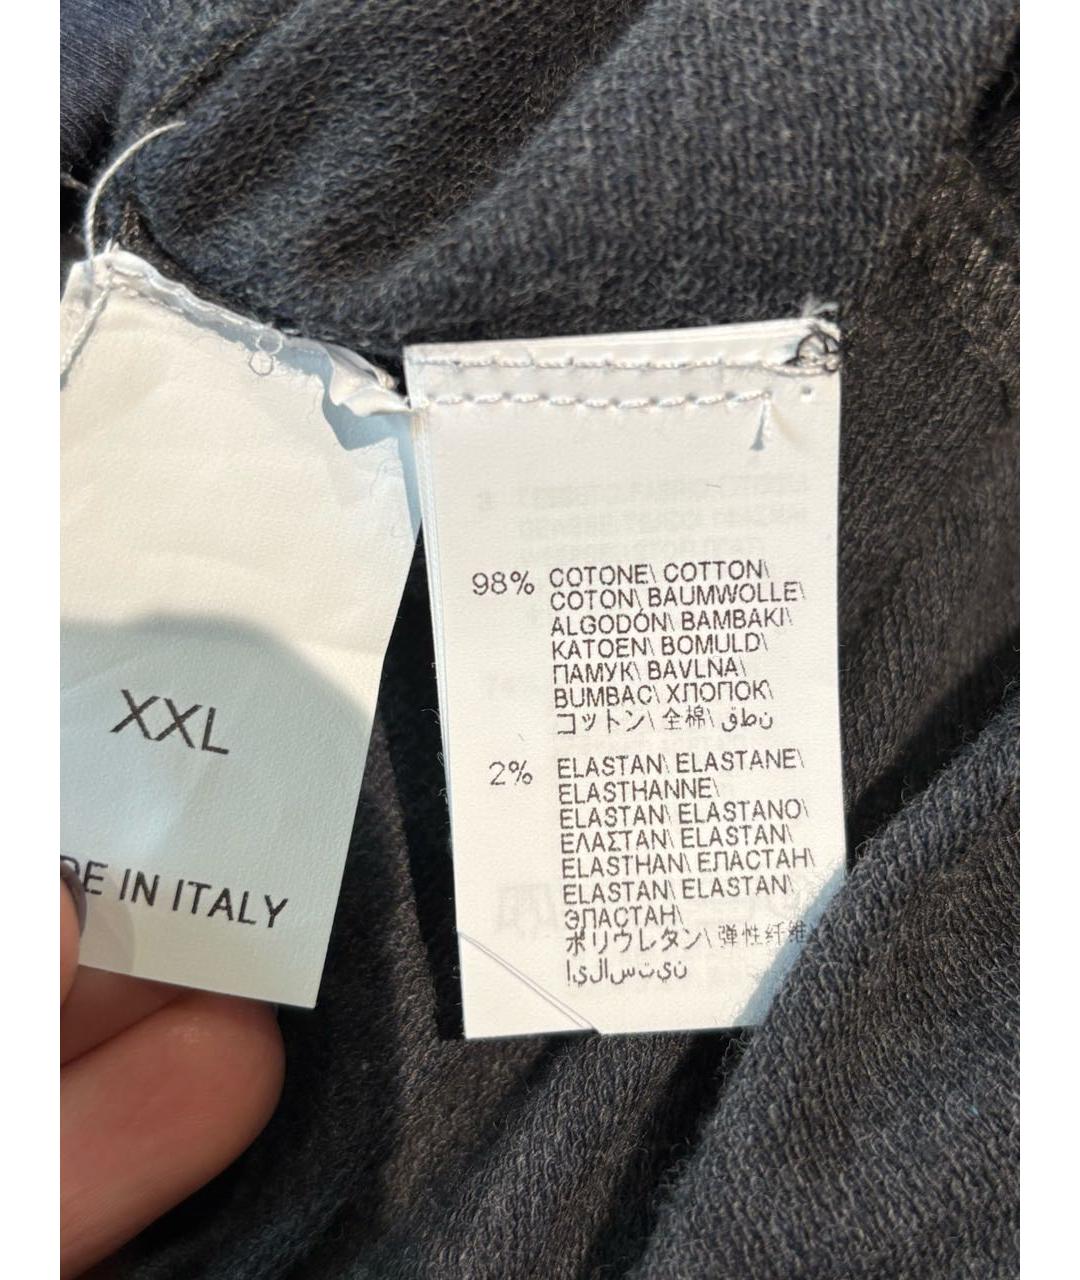 XXL
DE IN ITALY
98% COTONE\ COTTON\
COTON\ BAUMWOLLE\
ALGODÓN\ BAMBAKI\
KATOEN\ BOMULD\
ПАМУК\ BAVLNA\
BUMBAC\ ХЛОПОК\
コットン\ 全棉\ قطن
2% ELASTAN\ ELASTANE\
ELASTHANNE\
ELASTAN\ ELASTANO\
ΕΛΑΣΤΑΝ\ ELASTAN\
ELASTHAN\ ЕЛАСТАН\
ELASTAN\ ELASTAN\
ЭЛАСТАН\
ポリウレタン\ 弹性纤维\
إيلاستين